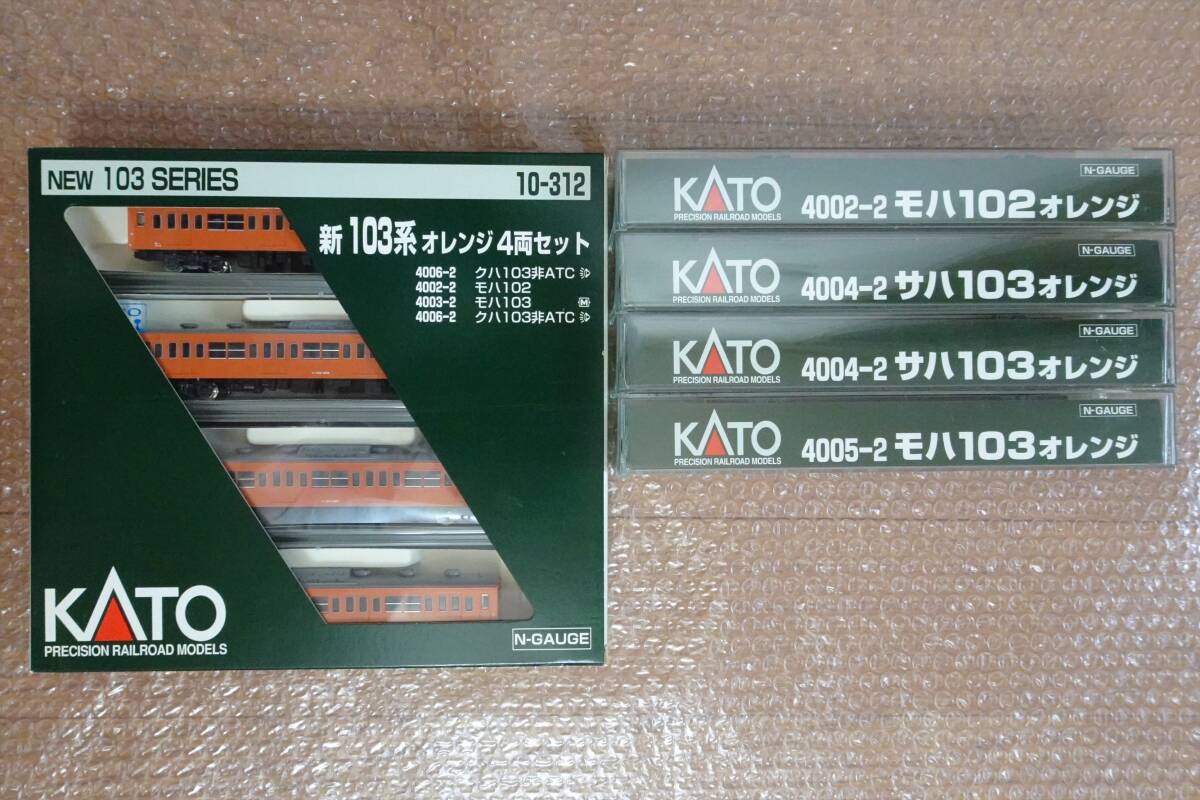 NEW 103 SERIES
10-312
新103系 オレンジ 4両セット
4006-2 クハ103非ATC
4002-2 モハ102
4003-2 モハ103 M
4006-2 クハ103非ATC
KATO
PRECISION RAILROAD MODELS
N-GAUGE
N-GAUGE
KATO
PRECISION RAILROAD MODELS
4002-2 モハ102オレンジ
N-GAUGE
KATO
PRECISION RAILROAD MODELS
4004-2 サハ103オレンジ
N-GAUGE
KATO
PRECISION RAILROAD MODELS
4004-2 サハ103オレンジ
N-GAUGE
KATO
PRECISION RAILROAD MODELS
4005-2 モハ103オレンジ